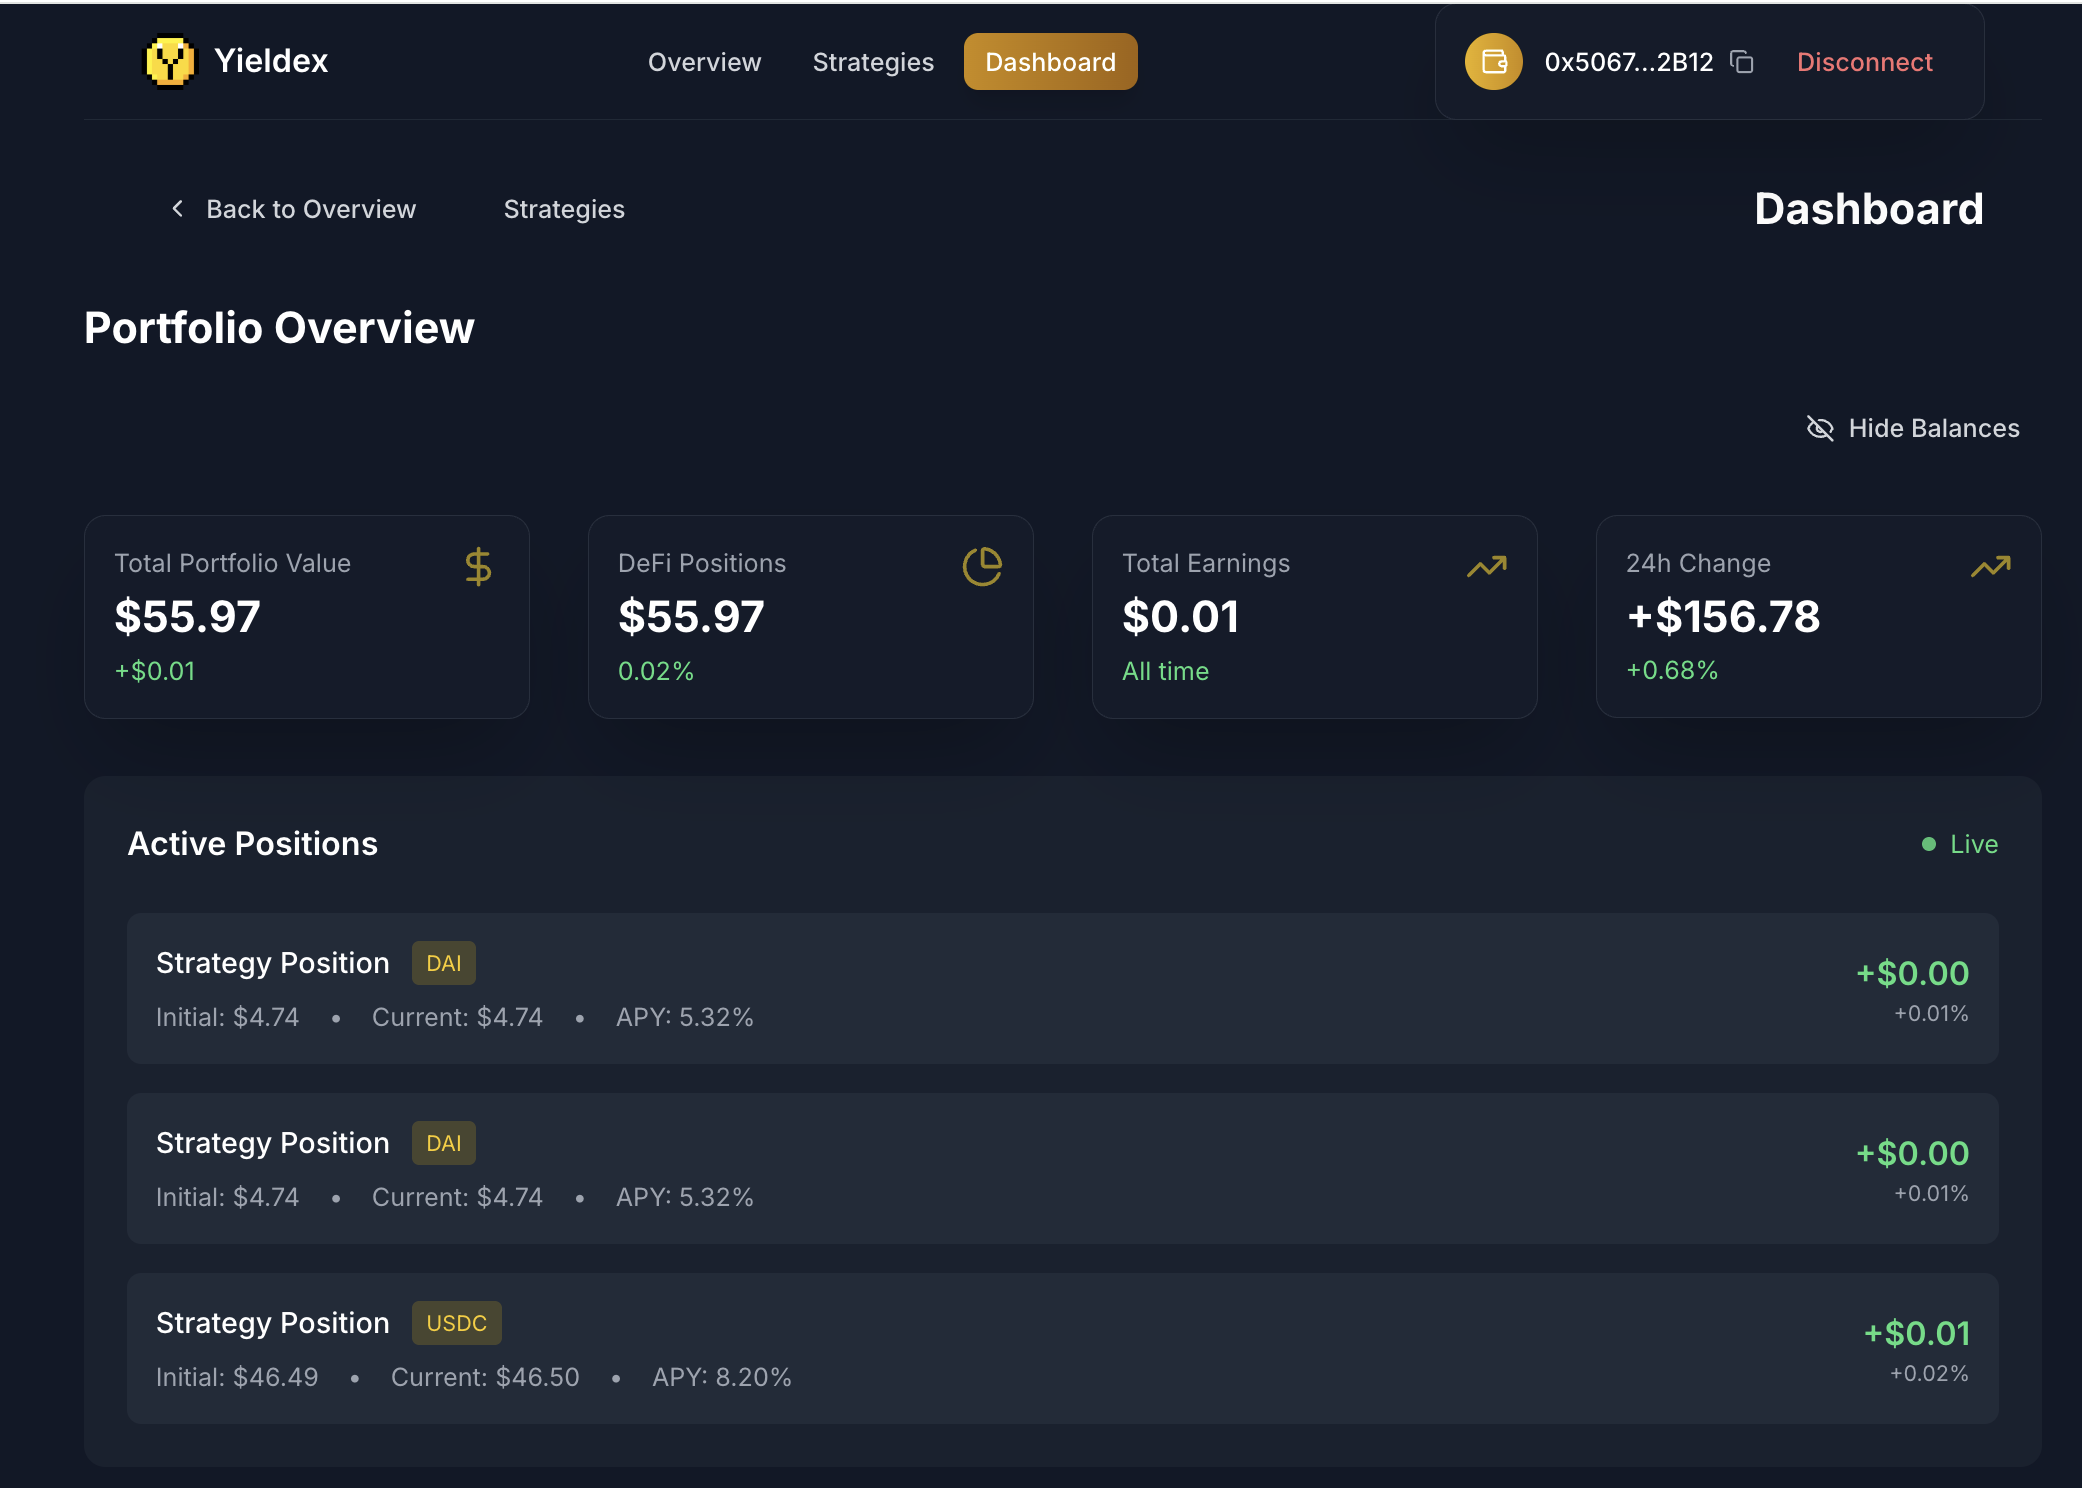 Yieldex
Overview
Strategies
Dashboard
0x5067...2B12
Disconnect
Back to Overview
Strategies
Dashboard
Portfolio Overview
Hide Balances
Total Portfolio Value
$55.97
+$0.01
DeFi Positions
$55.97
0.02%
Total Earnings
$0.01
All time
24h Change
+$156.78
+0.68%
Active Positions
Live
Strategy Position DAI
Initial: $4.74 • Current: $4.74 • APY: 5.32%
+$0.00
+0.01%
Strategy Position DAI
Initial: $4.74 • Current: $4.74 • APY: 5.32%
+$0.00
+0.01%
Strategy Position USDC
Initial: $46.49 • Current: $46.50 • APY: 8.20%
+$0.01
+0.02%